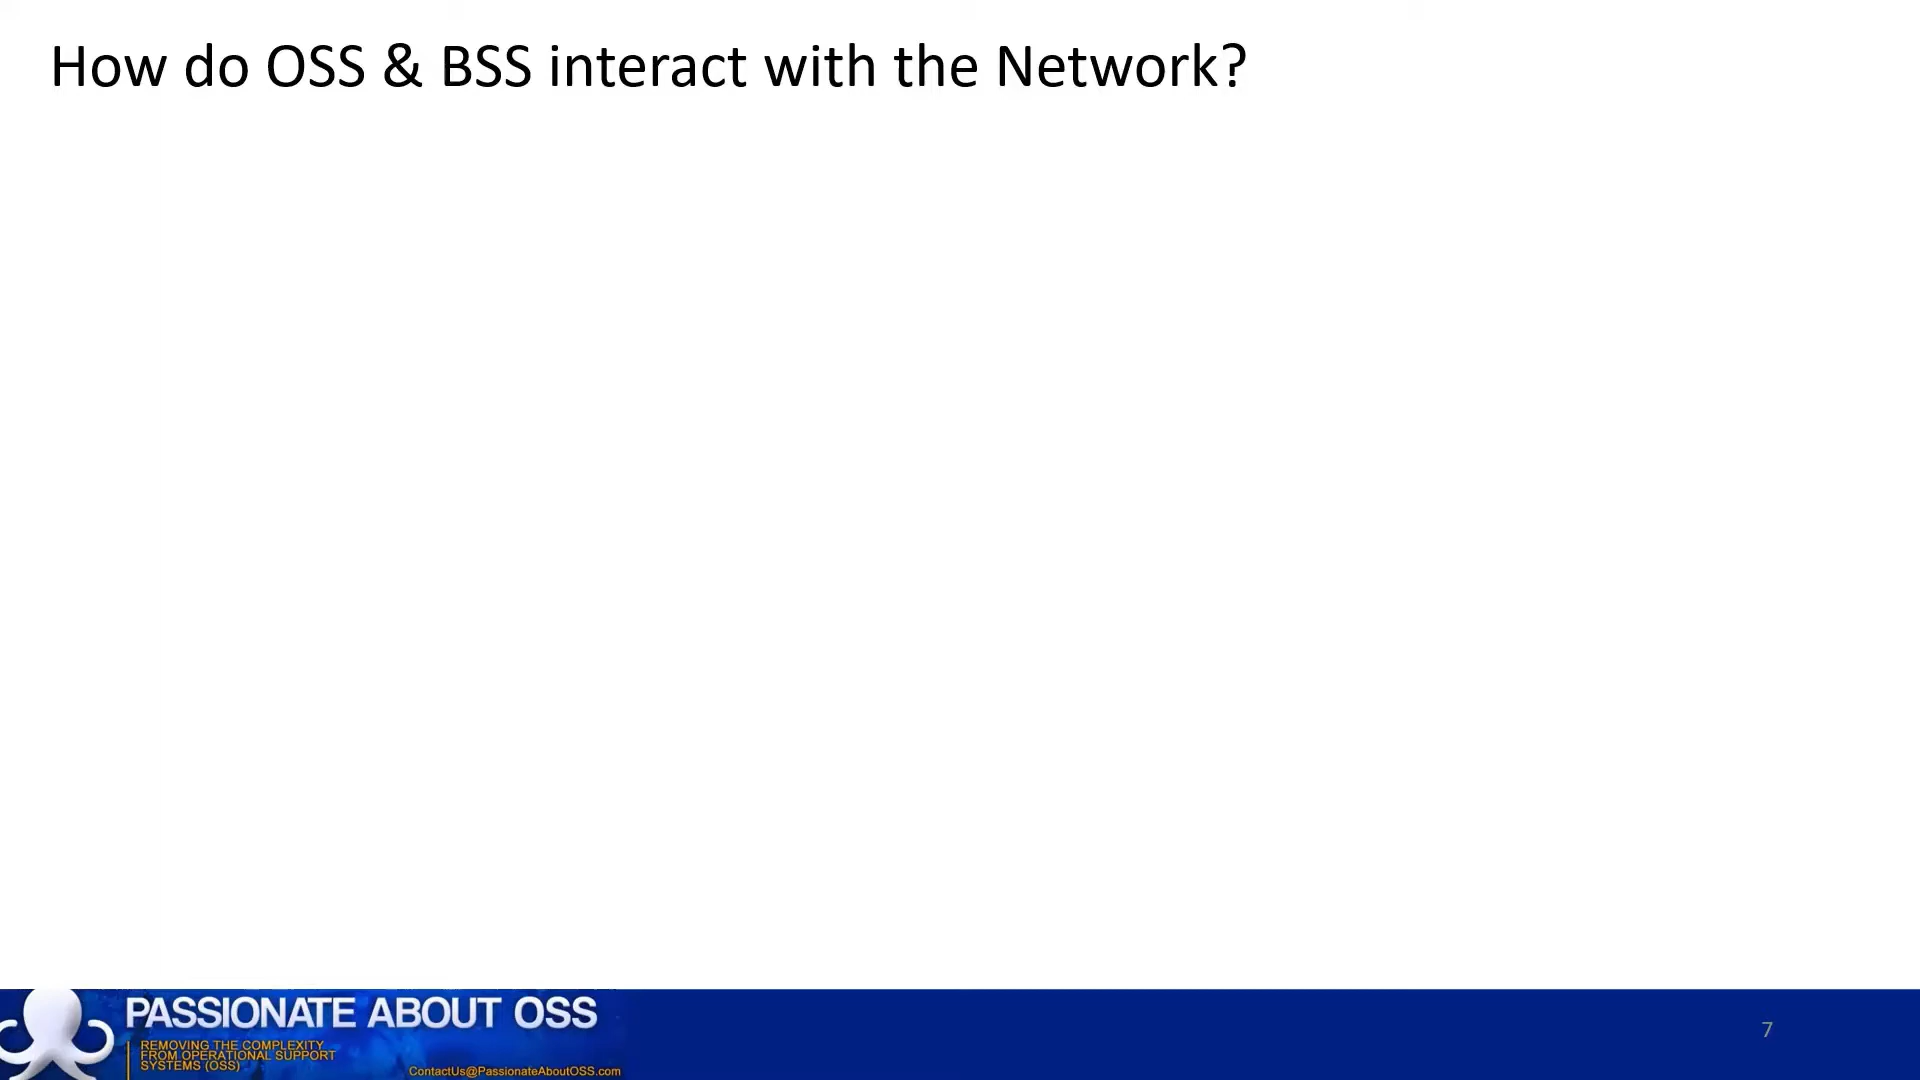 How do OSS & BSS interact with the Network?
PASSIONATE ABOUT OSS
REMOVING THE COMPLEXITY
FROM OPERATIONAL SUPPORT
SYSTEMS (OSS)
ContactUs@PassionateAboutOSS.com
7